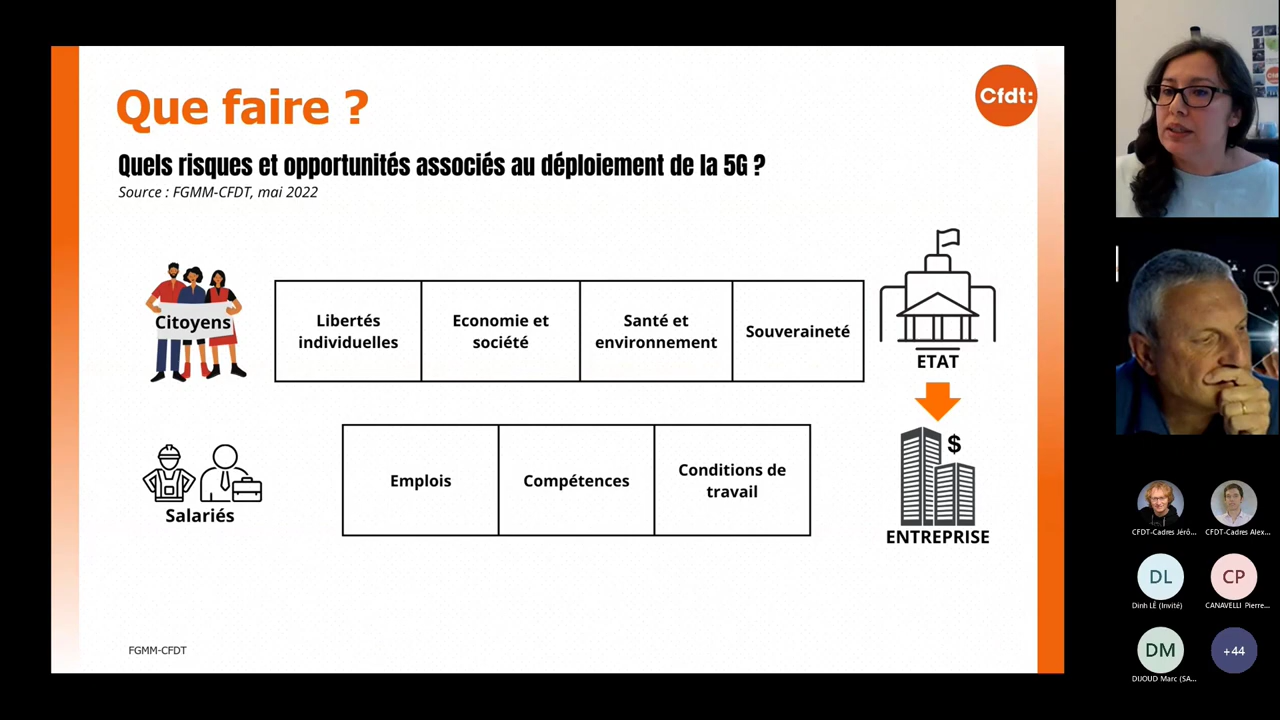 Que faire ?
Cfdt:
Quels risques et opportunités associés au déploiement de la 5G ?
Source : FGMM-CFDT, mai 2022
Citoyens
Libertés
individuelles
Economie et
société
Santé et
environnement
Souveraineté
ETAT
Salariés
Emplois
Compétences
Conditions de
travail
$
ENTREPRISE
FGMM-CFDT
CFDT-Cadres Jérô...
CFDT-Cadres Alex...
DL
Dinh LÊ (Invité)
CP
CANAVELLI Pierre...
DM
DIJOUD Marc (SA...
+44